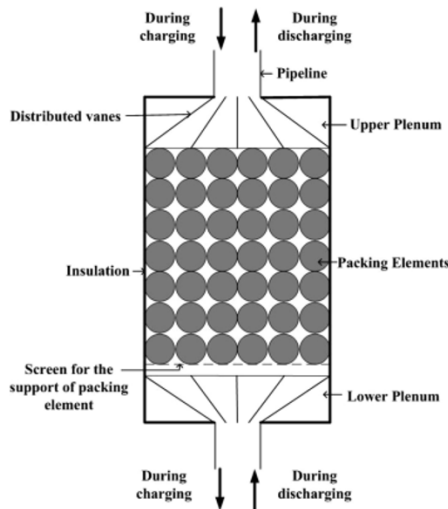 During
charging
During
discharging
Pipeline
Distributed vanes
Upper Plenum
Insulation
Packing Elements
Screen for the
support of packing
element
Lower Plenum
During
charging
During
discharging